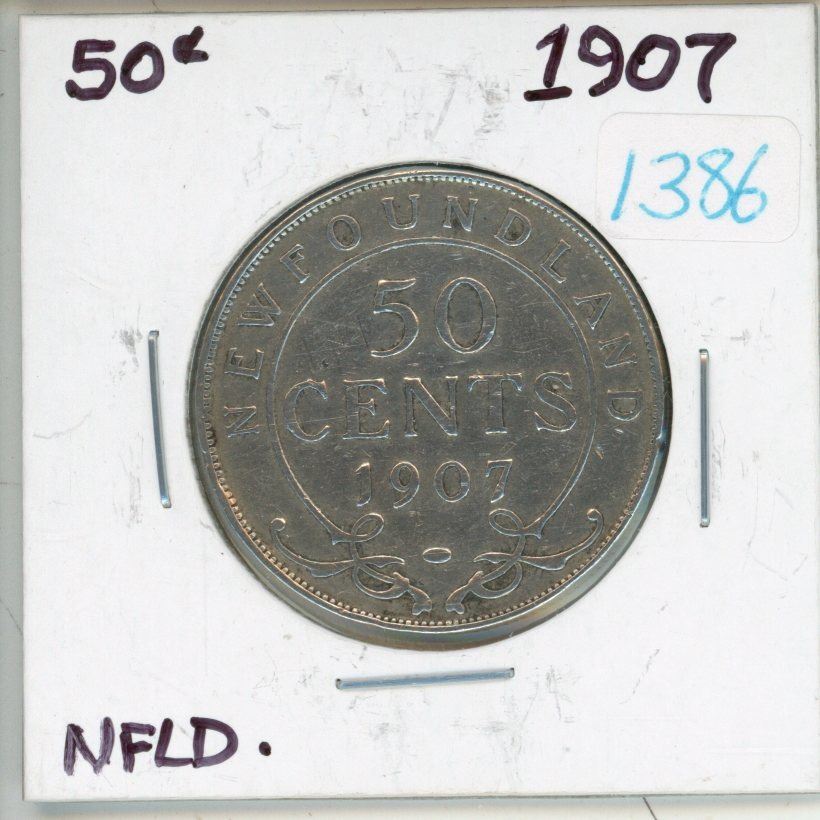 50¢ 1907
1386
NEWFOUNDLAND
50
CENTS
1907
NFLD.